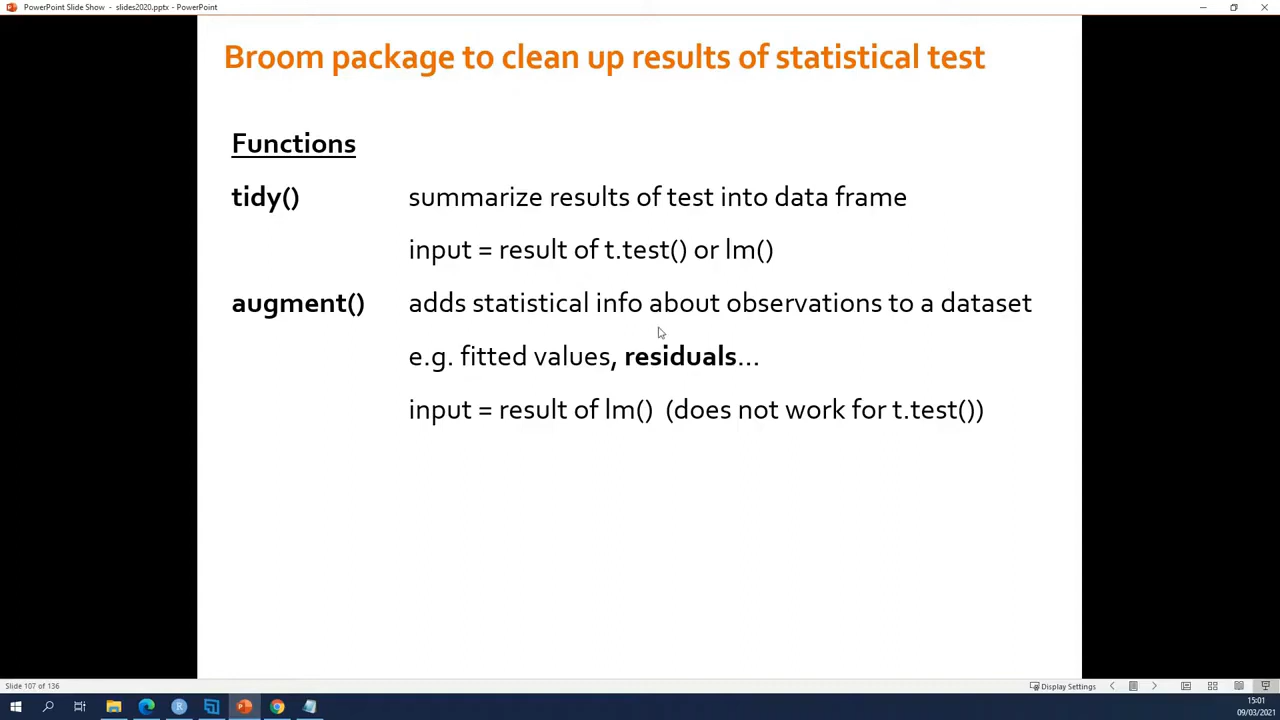 PowerPoint Slide Show - slides2020.pptx - PowerPoint
Broom package to clean up results of statistical test
Functions
tidy() summarize results of test into data frame
input = result of t.test() or lm()
augment() adds statistical info about observations to a dataset
e.g. fitted values, residuals...
input = result of lm() (does not work for t.test())
Slide 107 of 136
Display Settings
15:01
09/03/2021